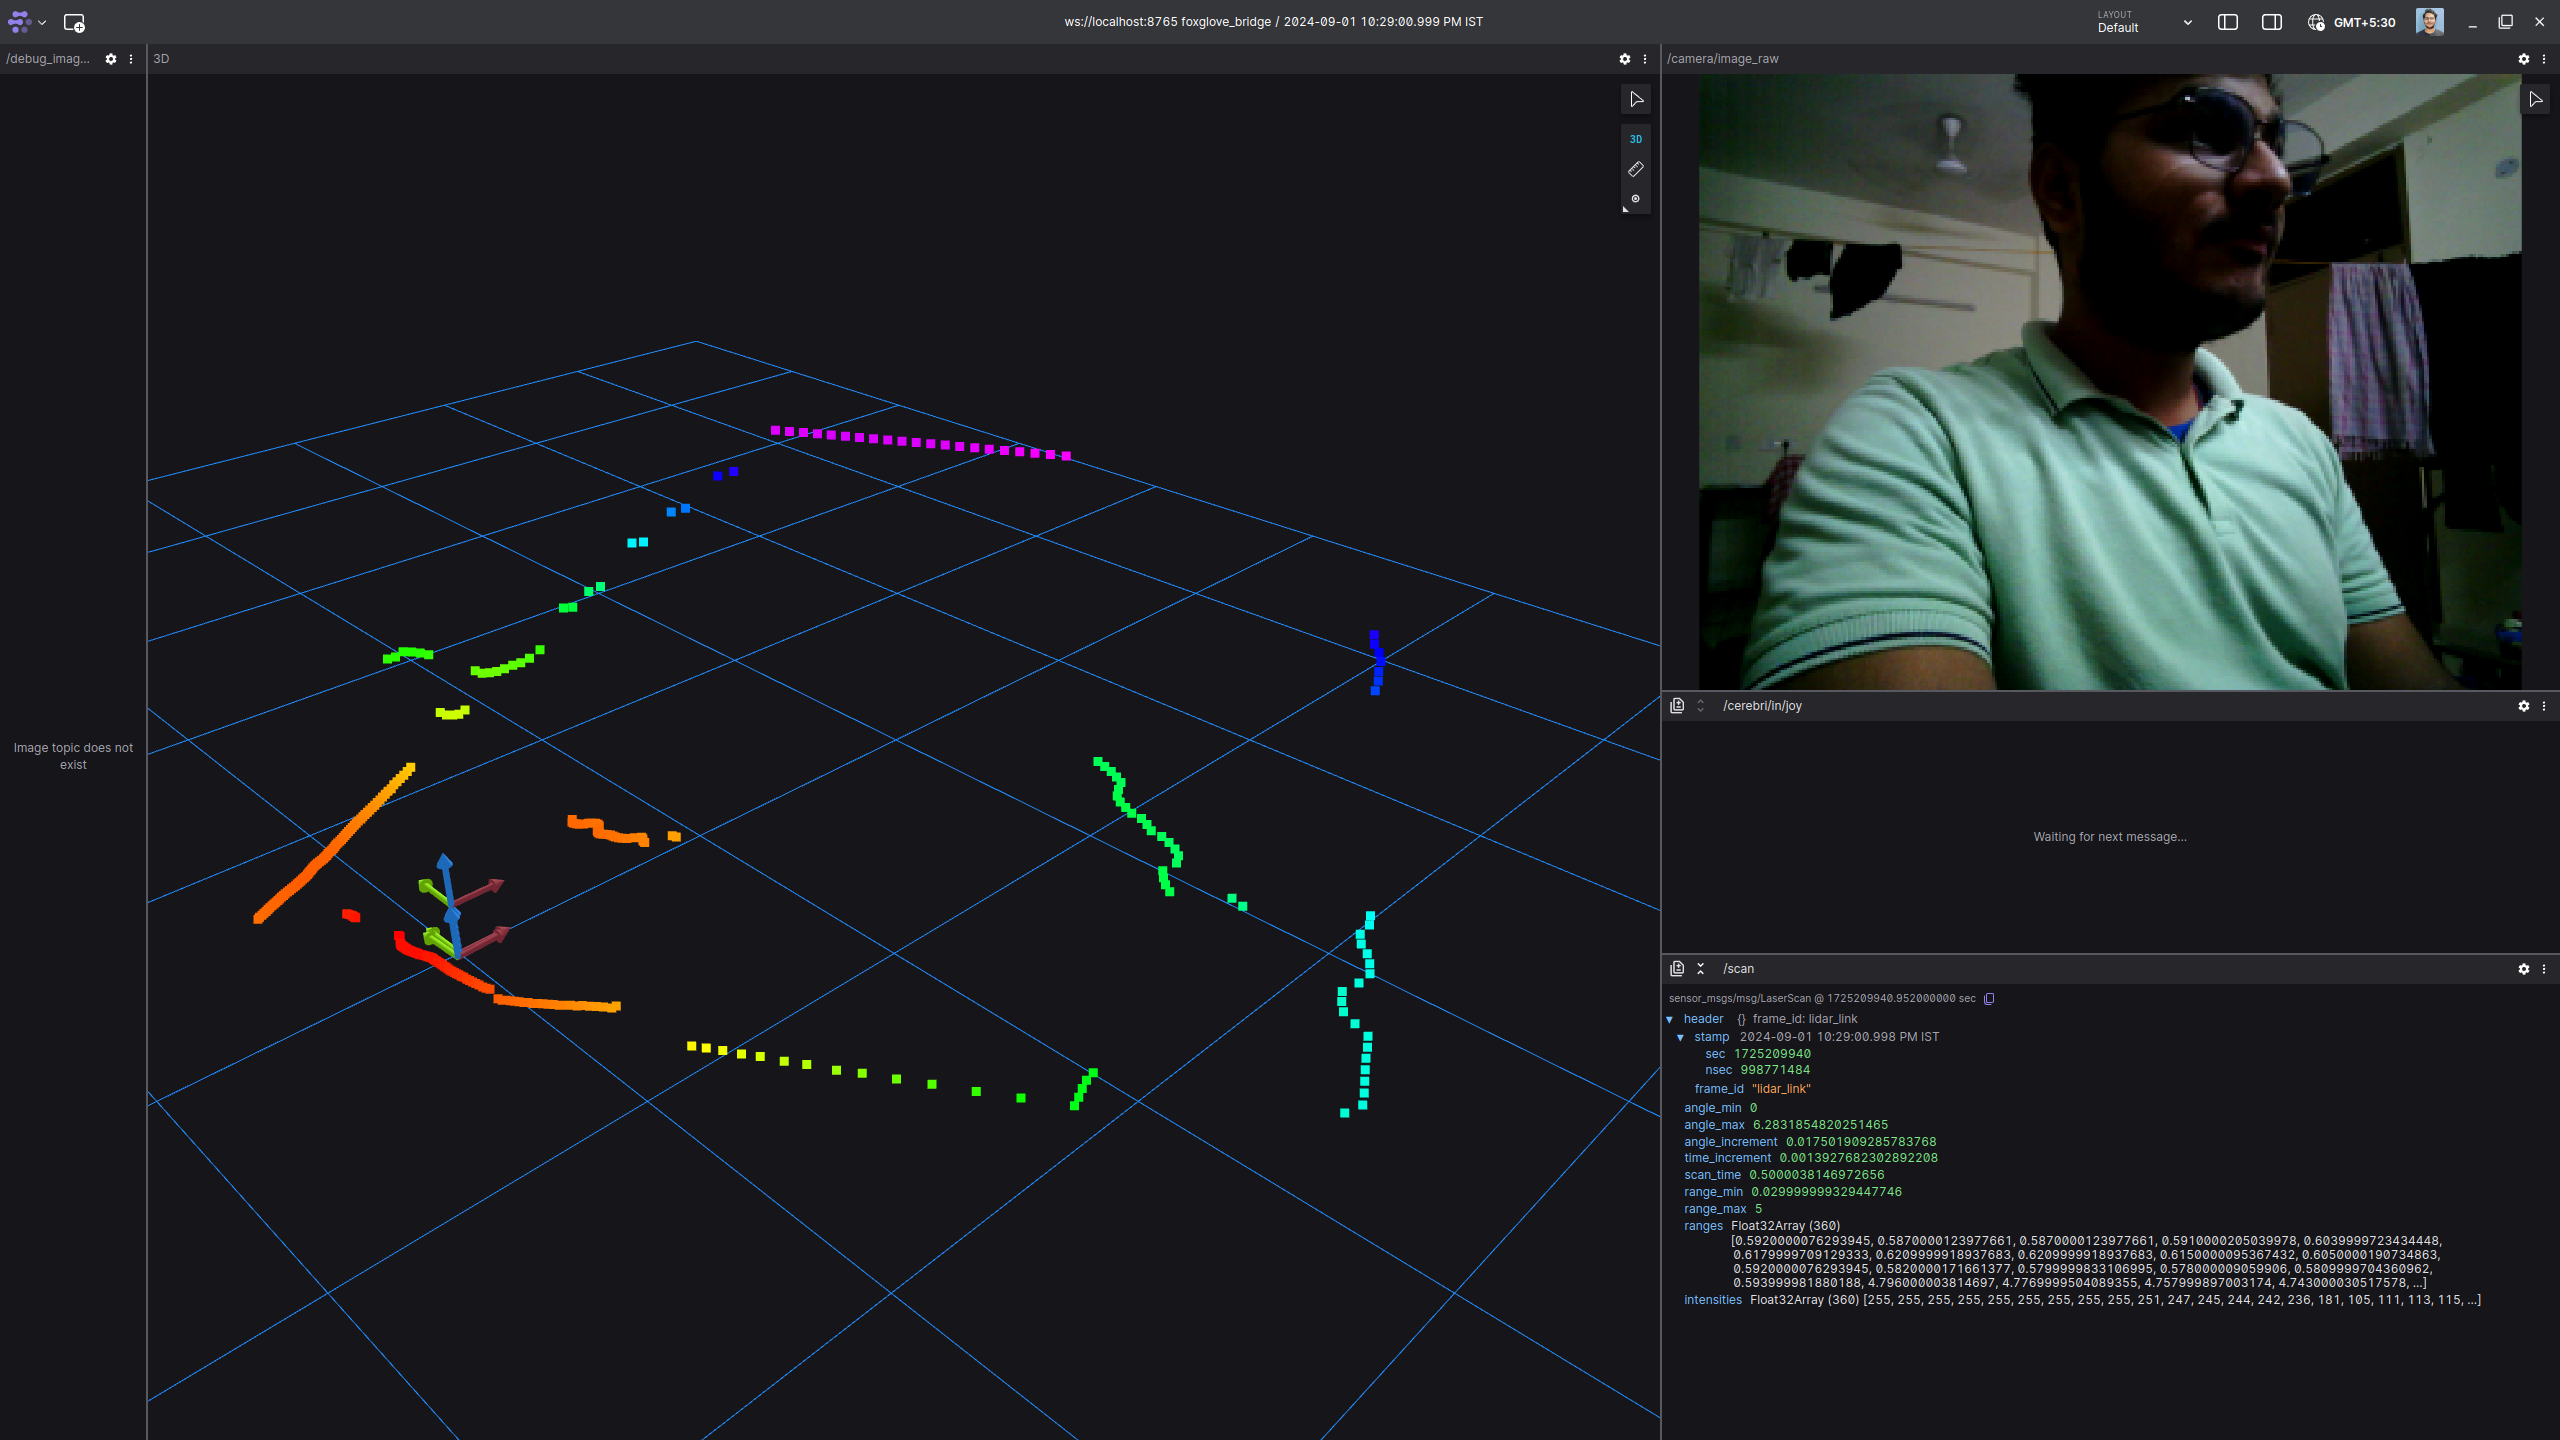 ws://localhost:8765 foxglove_bridge / 2024-09-01 10:29:00.999 PM IST
LAYOUT
Default
GMT+5:30
/debug_imag...
Image topic does not
exist
3D
3D
/camera/image_raw
/cerebri/in/joy
Waiting for next message...
/scan
sensor_msgs/msg/LaserScan @ 1725209940.952000000 sec
header {} frame_id: lidar_link
stamp 2024-09-01 10:29:00.998 PM IST
sec 1725209940
nsec 998771484
frame_id "lidar_link"
angle_min 0
angle_max 6.2831854820251465
angle_increment 0.017501909285783768
time_increment 0.0013927682302892208
scan_time 0.5000038146972656
range_min 0.029999999329447746
range_max 5
ranges Float32Array (360)
[0.5920000076293945, 0.5870000123977661, 0.5870000123977661, 0.5910000205039978, 0.6039999723434448,
0.6179999709129333, 0.6209999918937683, 0.6209999918937683, 0.6150000095367432, 0.6050000190734863,
0.5920000076293945, 0.5820000171661377, 0.5799999833106995, 0.578000009059906, 0.5809999704360962,
0.593999981880188, 4.796000003814697, 4.7769999504089355, 4.757999897003174, 4.743000030517578, ...]
intensities Float32Array (360) [255, 255, 255, 255, 255, 255, 255, 255, 255, 251, 247, 245, 244, 242, 236, 181, 105, 111, 113, 115, ...]